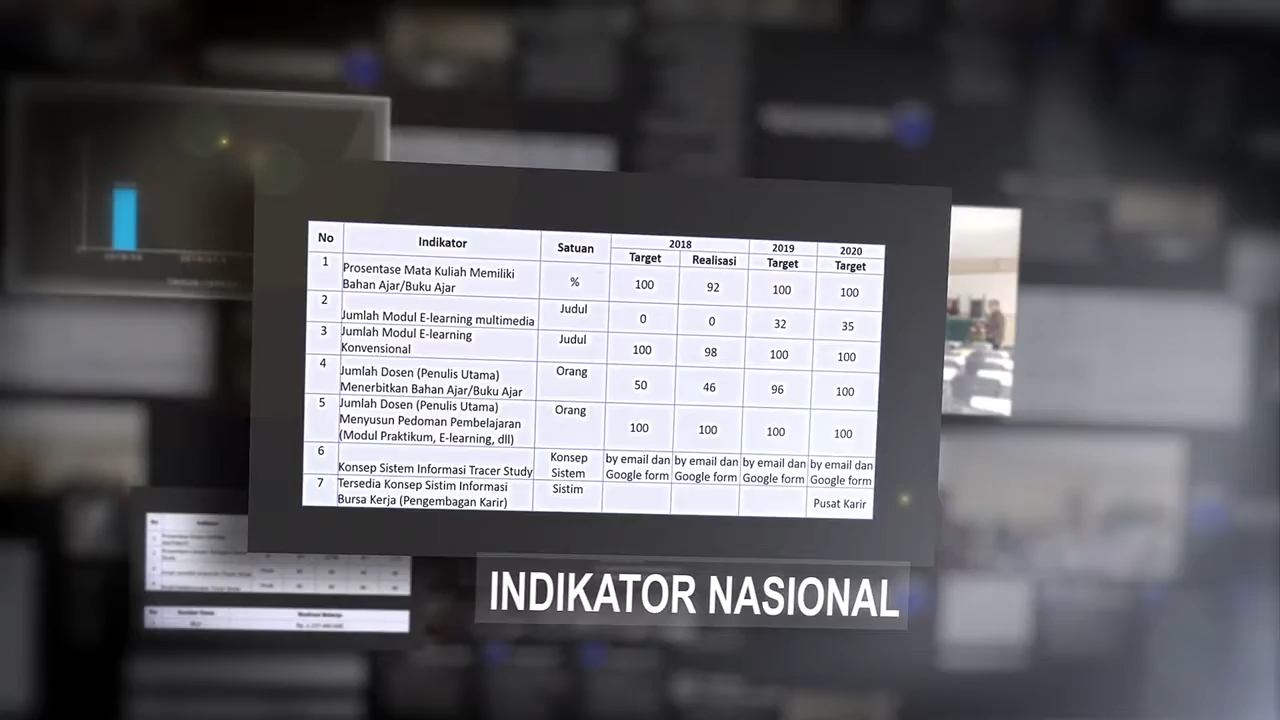 No Indikator Satuan 2018 2019 2020
Target Realisasi Target Target
1 Prosentase Mata Kuliah Memiliki
Bahan Ajar/Buku Ajar % 100 92 100 100
2 Jumlah Modul E-learning multimedia Judul 0 0 32 35
3 Jumlah Modul E-learning
Konvensional Judul 100 98 100 100
4 Jumlah Dosen (Penulis Utama)
Menerbitkan Bahan Ajar/Buku Ajar Orang 50 46 96 100
5 Jumlah Dosen (Penulis Utama)
Menyusun Pedoman Pembelajaran
(Modul Praktikum, E-learning, dll) Orang 100 100 100 100
6 Konsep by email dan by email dan by email dan by email dan
Konsep Sistem Informasi Tracer Study Sistem Google form Google form Google form Google form
7 Tersedia Konsep Sistim Informasi Sistim
Bursa Kerja (Pengembagan Karir) Pusat Karir
INDIKATOR NASIONAL